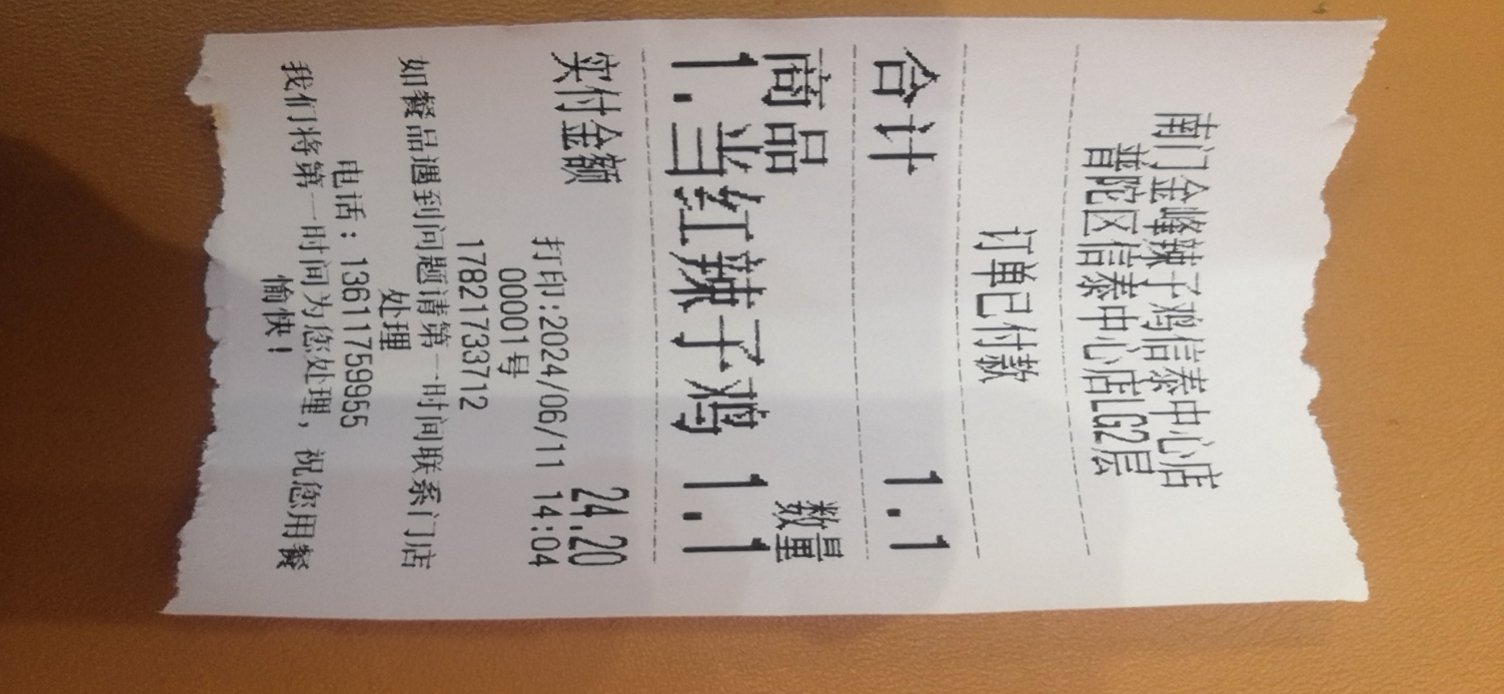 南门金峰辣子鸡信泰中心店
普陀区信泰中心店LG2层
订单已付款
合计 1.1
商品 数量
1.当红辣子鸡 1.1
实付金额 24.20
打印:2024/06/11 14:04
00001号
17821733712
如餐品遇到问题请第一时间联系门店
处理
电话：13611759955
我们将第一时间为您处理，祝您用餐
愉快！